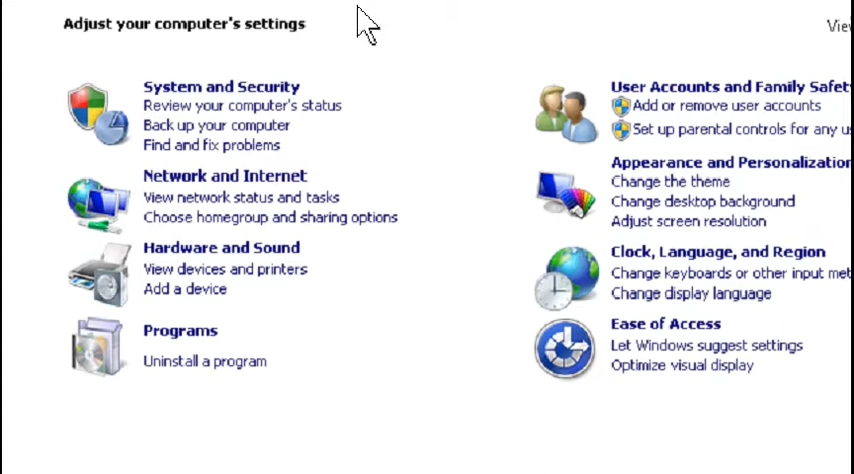 Adjust your computer's settings
System and Security
Review your computer's status
Back up your computer
Find and fix problems
Network and Internet
View network status and tasks
Choose homegroup and sharing options
Hardware and Sound
View devices and printers
Add a device
Programs
Uninstall a program
User Accounts and Family
Add or remove user accounts
Set up parental controls for any
Appearance and
Change the theme
Change desktop background
Adjust screen resolution
Clock, Language, and Region
Change keyboards or other input
Change display language
Ease of Access
Let Windows suggest settings
Optimize visual display